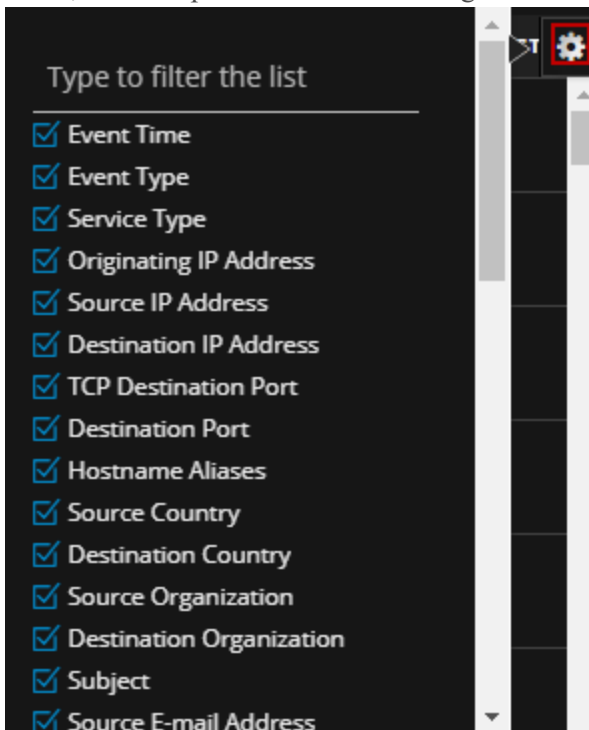 Type to filter the list
ST
Event Time
Event Type
Service Type
Originating IP Address
Source IP Address
Destination IP Address
TCP Destination Port
Destination Port
Hostname Aliases
Source Country
Destination Country
Source Organization
Destination Organization
Subject
Source E-mail Address